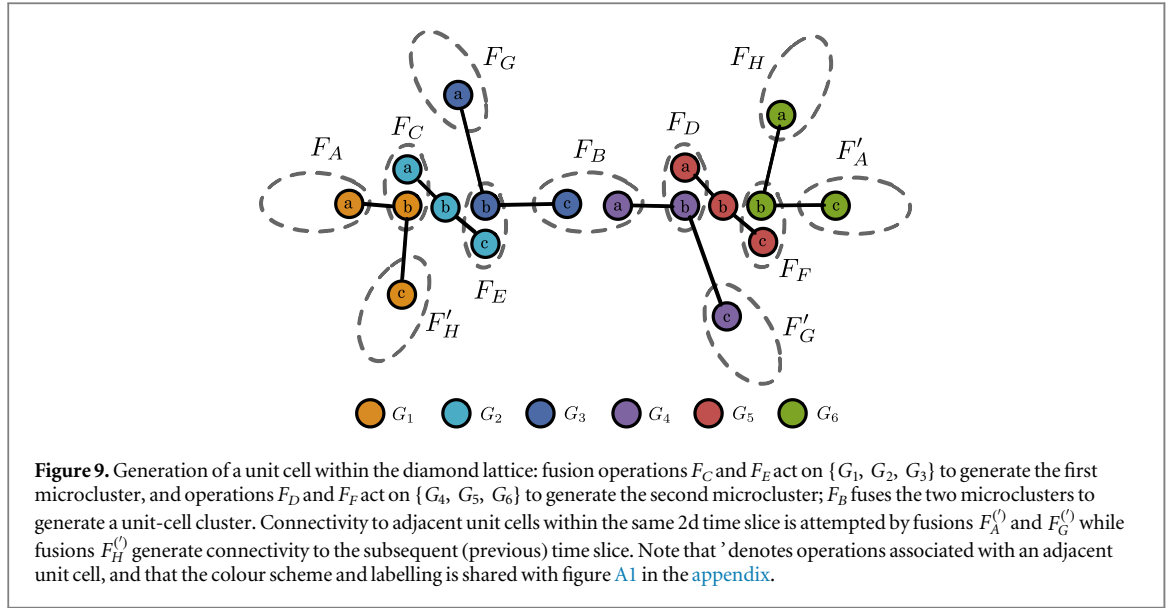 F_G
F_H
F_C
F_D
F_A
F_B
F'_A
a
a
a
a
a
b
b
b
c
a
b
b
b
c
c
c
F_E
F_F
c
F'_H
c
F'_G
G_1 G_2 G_3 G_4 G_5 G_6
Figure 9. Generation of a unit cell within the diamond lattice: fusion operations F_C and F_E act on {G_1, G_2, G_3} to generate the first
microcluster, and operations F_D and F_F act on {G_4, G_5, G_6} to generate the second microcluster; F_B fuses the two microclusters to
generate a unit-cell cluster. Connectivity to adjacent unit cells within the same 2d time slice is attempted by fusions F_A^(′) and F_G^(′) while
fusions F_H^(′) generate connectivity to the subsequent (previous) time slice. Note that ’ denotes operations associated with an adjacent
unit cell, and that the colour scheme and labelling is shared with figure A1 in the appendix.